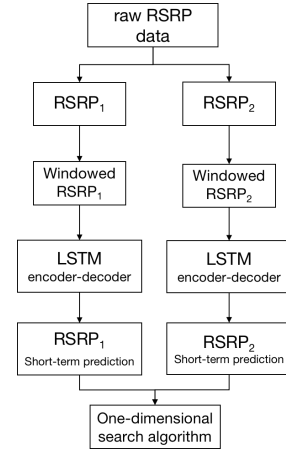 raw RSRP
data
RSRP₁
RSRP₂
Windowed
RSRP₁
Windowed
RSRP₂
LSTM
encoder-decoder
LSTM
encoder-decoder
RSRP₁
Short-term prediction
RSRP₂
Short-term prediction
One-dimensional
search algorithm